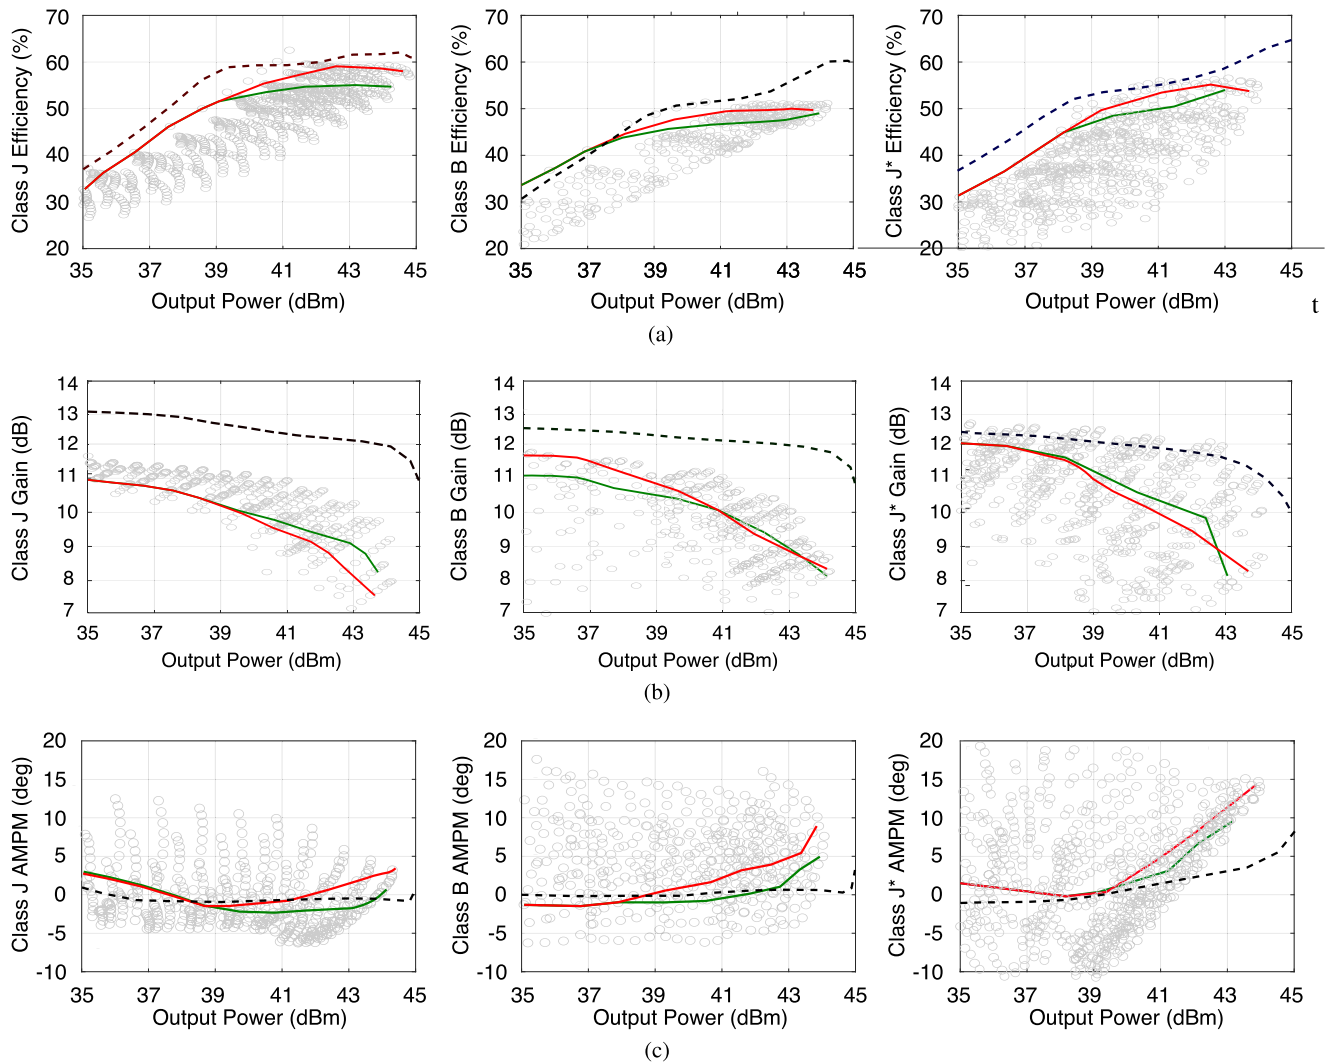 70
60
50
40
30
20
Class J Efficiency (%)
35 37 39 41 43 45
Output Power (dBm)
70
60
50
40
30
20
Class B Efficiency (%)
35 37 39 41 43 45
Output Power (dBm)
70
60
50
40
30
20
Class J* Efficiency (%)
35 37 39 41 43 45
Output Power (dBm)
t
(a)
14
13
12
11
10
9
8
7
Class J Gain (dB)
35 37 39 41 43 45
Output Power (dBm)
14
13
12
11
10
9
8
7
Class B Gain (dB)
35 37 39 41 43 45
Output Power (dBm)
14
13
12
11
10
9
8
7
Class J* Gain (dB)
35 37 39 41 43 45
Output Power (dBm)
(b)
20
15
10
5
0
-5
-10
Class J AMPM (deg)
35 37 39 41 43 45
Output Power (dBm)
20
15
10
5
0
-5
-10
Class B AMPM (deg)
35 37 39 41 43 45
Output Power (dBm)
20
15
10
5
0
-5
-10
Class J* AMPM (deg)
35 37 39 41 43 45
Output Power (dBm)
(c)